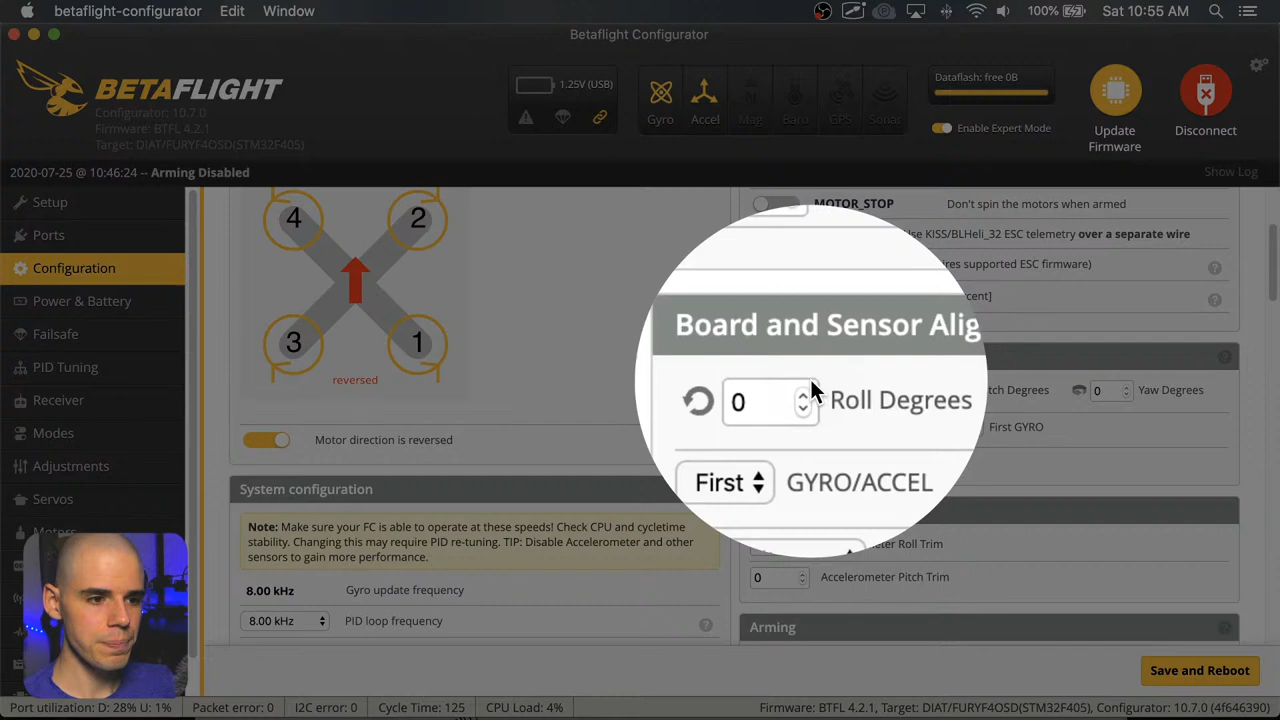 betaflight-configurator Edit Window 100% Sat 10:55 AM
Betaflight Configurator
BETAFLIGHT
Configurator: 10.7.0
Firmware: BTFL 4.2.1
Target: DIAT/FURYF4OSD(STM32F405)
1.25V (USB)
Gyro Accel Mag Baro GPS Sonar
Dataflash: free 0B
Enable Expert Mode
Update Firmware
Disconnect
2020-07-25 @ 10:46:24 -- Arming Disabled
Show Log
Setup
Ports
Configuration
Power & Battery
Failsafe
PID Tuning
Receiver
Modes
Adjustments
Servos
Motors
4 2
3 1
reversed
Motor direction is reversed
System configuration
Note: Make sure your FC is able to operate at these speeds! Check CPU and cycletime
stability. Changing this may require PID re-tuning. TIP: Disable Accelerometer and other
sensors to gain more performance.
8.00 kHz Gyro update frequency
8.00 kHz PID loop frequency
MOTOR_STOP Don't spin the motors when armed
KISS/BLHeli_32 ESC telemetry over a separate wire
supported ESC firmware)
Board and Sensor Alig
0 Roll Degrees
Degrees 0 Yaw Degrees
First GYRO/ACCEL
First GYRO
Roll Trim
0 Accelerometer Pitch Trim
Arming
Save and Reboot
Port utilization: D: 28% U: 1% Packet error: 0 I2C error: 0 Cycle Time: 125 CPU Load: 4% Firmware: BTFL 4.2.1, Target: DIAT/FURYF4OSD(STM32F405), Configurator: 10.7.0 (4f646390)